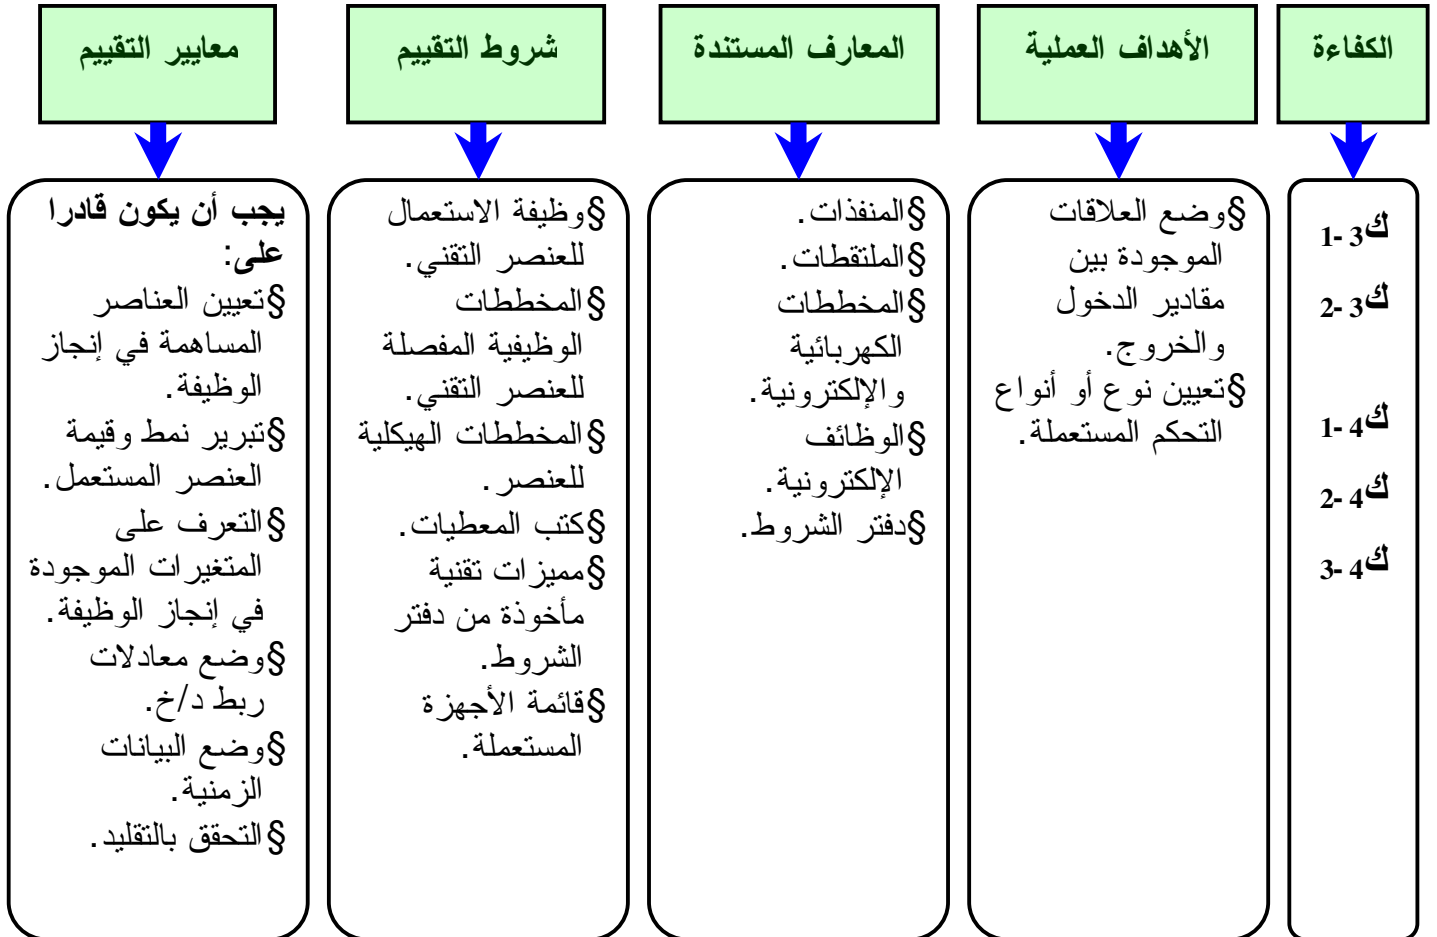 الكفاءة
الأهداف العملية
المعارف المستندة
شروط التقييم
معايير التقييم
ك3-1
ك3-2
ك4-1
ك4-2
ك4-3
§وضع العلاقات
الموجودة بين
مقادير الدخول
والخروج.
§تعيين نوع أو أنواع
التحكم المستعملة.
§المنفذات.
§الملتقطات.
§المخططات
الكهربائية
والإلكترونية.
§الوظائف
الإلكترونية.
§دفتر الشروط.
§وظيفة الاستعمال
للعنصر التقني.
§المخططات
الوظيفية المفصلة
للعنصر التقني.
§المخططات الهيكلية
للعنصر.
§كتب المعطيات.
§مميزات تقنية
مأخوذة من دفتر
الشروط.
§قائمة الأجهزة
المستعملة.
يجب أن يكون قادرا
على:
§تعيين العناصر
المساهمة في إنجاز
الوظيفة.
§تبرير نمط وقيمة
العنصر المستعمل.
§التعرف على
المتغيرات الموجودة
في إنجاز الوظيفة.
§وضع معادلات
ربط د/خ.
§وضع البيانات
الزمنية.
§التحقق بالتقليد.